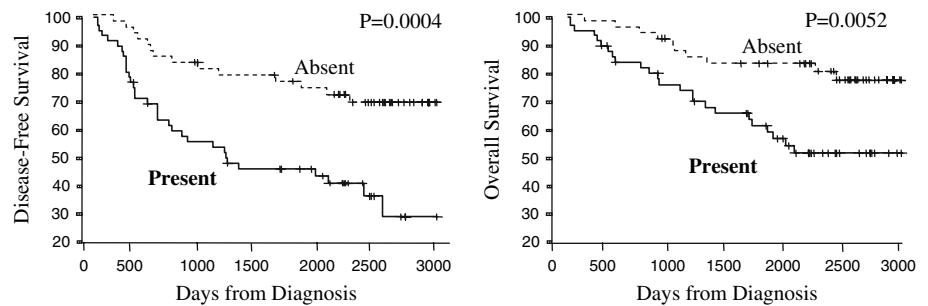 P=0.0004
Disease-Free Survival
100
90
80
70
60
50
40
100
20
Absent
Present
0 500 1000 1500 2000 2500 3000
Days from Diagnosis
P=0.0052
Overall Survival
100
90
80
70
60
50
40
100
20
Absent
Present
0 500 1000 1500 2000 2500 3000
Days from Diagnosis